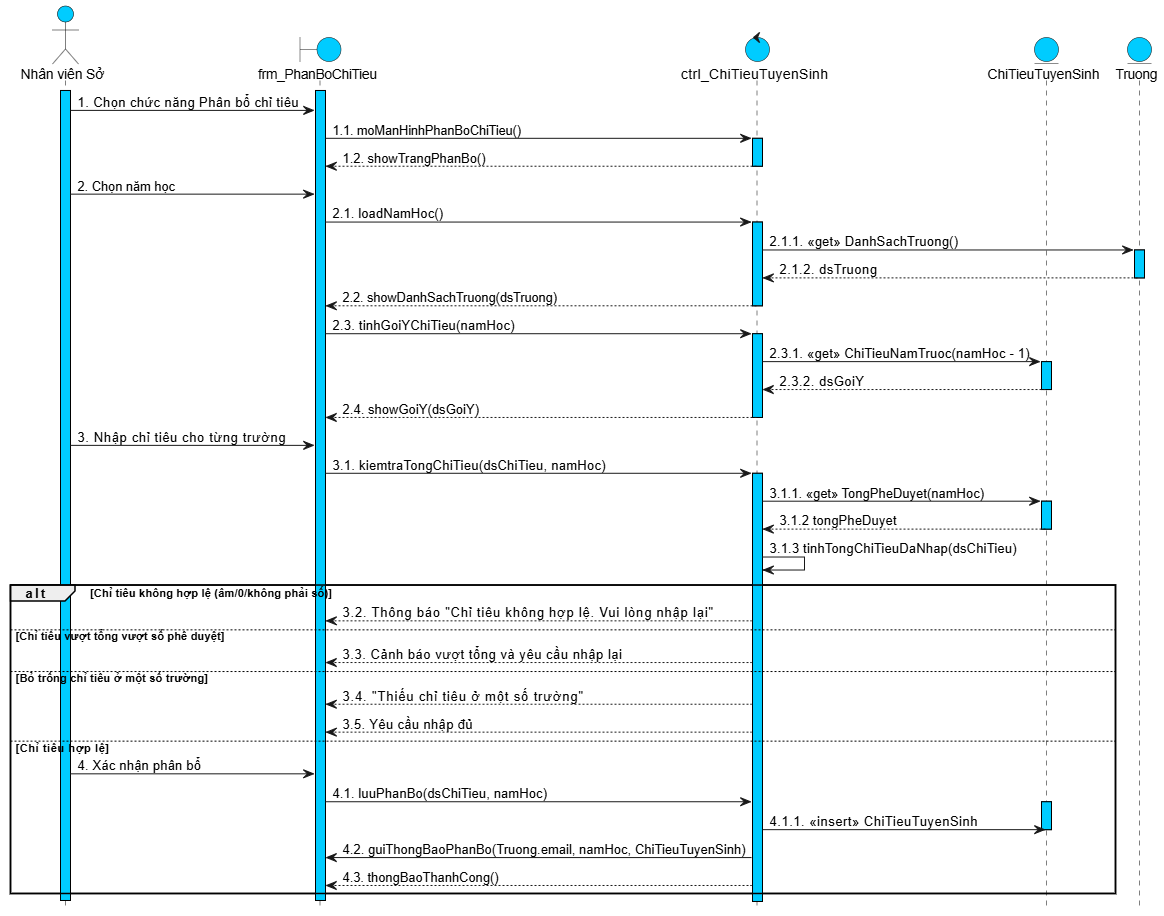 Nhân viên Sở
frm_PhanBoChiTieu
ctrl_ChiTieuTuyenSinh
ChiTieuTuyenSinh
Truong
1. Chọn chức năng Phân bổ chỉ tiêu
1.1. moManHinhPhanBoChiTieu()
1.2. showTrangPhanBo()
2. Chọn năm học
2.1. loadNamHoc()
2.1.1. «get» DanhSachTruong()
2.1.2. dsTruong
2.2. showDanhSachTruong(dsTruong)
2.3. tinhGoiYChiTieu(namHoc)
2.3.1. «get» ChiTieuNamTruoc(namHoc - 1)
2.3.2. dsGoiY
2.4. showGoiY(dsGoiY)
3. Nhập chỉ tiêu cho từng trường
3.1. kiemtraTongChiTieu(dsChiTieu, namHoc)
3.1.1. «get» TongPheDuyet(namHoc)
3.1.2 tongPheDuyet
3.1.3 tinhTongChiTieuDaNhap(dsChiTieu)
alt
[Chỉ tiêu không hợp lệ (âm/0/không phải số)]
3.2. Thông báo "Chỉ tiêu không hợp lệ. Vui lòng nhập lại"
[Chỉ tiêu vượt tổng vượt số phê duyệt]
3.3. Cảnh báo vượt tổng và yêu cầu nhập lại
[Bỏ trống chỉ tiêu ở một số trường]
3.4. "Thiếu chỉ tiêu ở một số trường"
3.5. Yêu cầu nhập đủ
[Chỉ tiêu hợp lệ]
4. Xác nhận phân bổ
4.1. luuPhanBo(dsChiTieu, namHoc)
4.1.1. «insert» ChiTieuTuyenSinh
4.2. guiThongBaoPhanBo(Truong.email, namHoc, ChiTieuTuyenSinh)
4.3. thongBaoThanhCong()